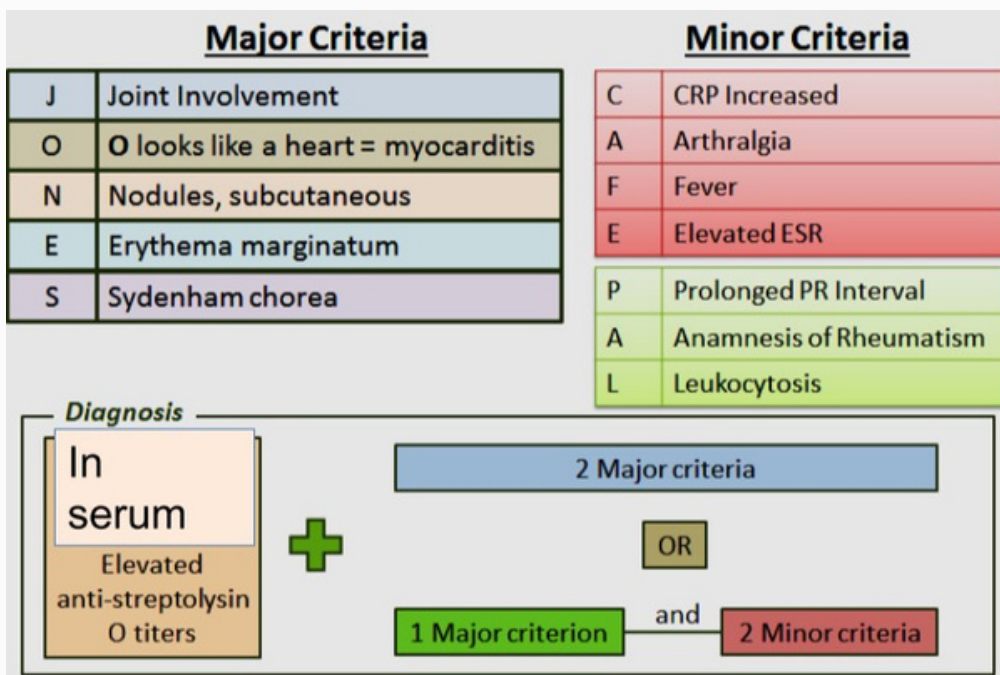 Major Criteria
J Joint Involvement
O O looks like a heart = myocarditis
N Nodules, subcutaneous
E Erythema marginatum
S Sydenham chorea
Minor Criteria
C CRP Increased
A Arthralgia
F Fever
E Elevated ESR
P Prolonged PR Interval
A Anamnesis of Rheumatism
L Leukocytosis
Diagnosis
In
serum
Elevated
anti-streptolysin
O titers
2 Major criteria
OR
1 Major criterion and 2 Minor criteria